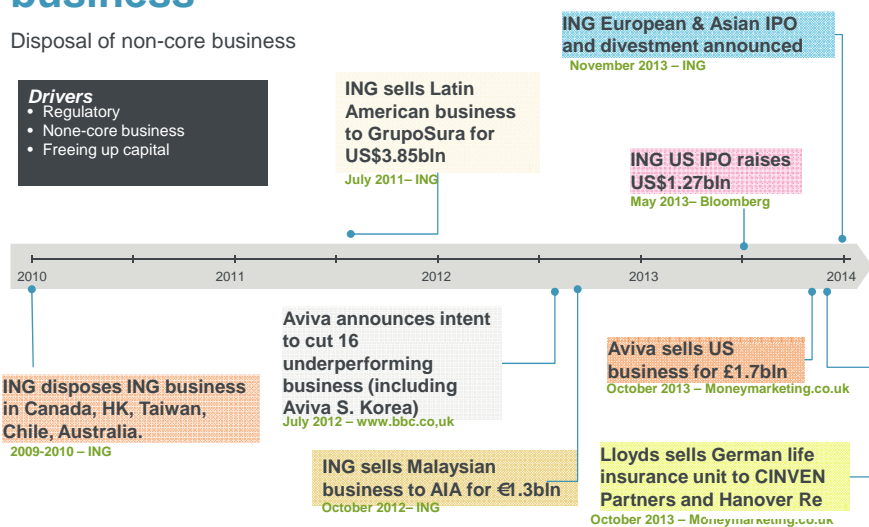 business
Disposal of non-core business
Drivers
• Regulatory
• None-core business
• Freeing up capital
ING sells Latin
American business
to GrupoSura for
US$3.85bln
July 2011– ING
ING European & Asian IPO
and divestment announced
November 2013 – ING
ING US IPO raises
US$1.27bln
May 2013– Bloomberg
2010
2011
2012
2013
2014
ING disposes ING business
in Canada, HK, Taiwan,
Chile, Australia.
2009-2010 – ING
Aviva announces intent
to cut 16
underperforming
business (including
Aviva S. Korea)
July 2012 – www.bbc.co,uk
ING sells Malaysian
business to AIA for €1.3bln
October 2012– ING
Aviva sells US
business for £1.7bln
October 2013 – Moneymarketing.co.uk
Lloyds sells German life
insurance unit to CINVEN
Partners and Hanover Re
October 2013 – Moneymarketing.co.uk